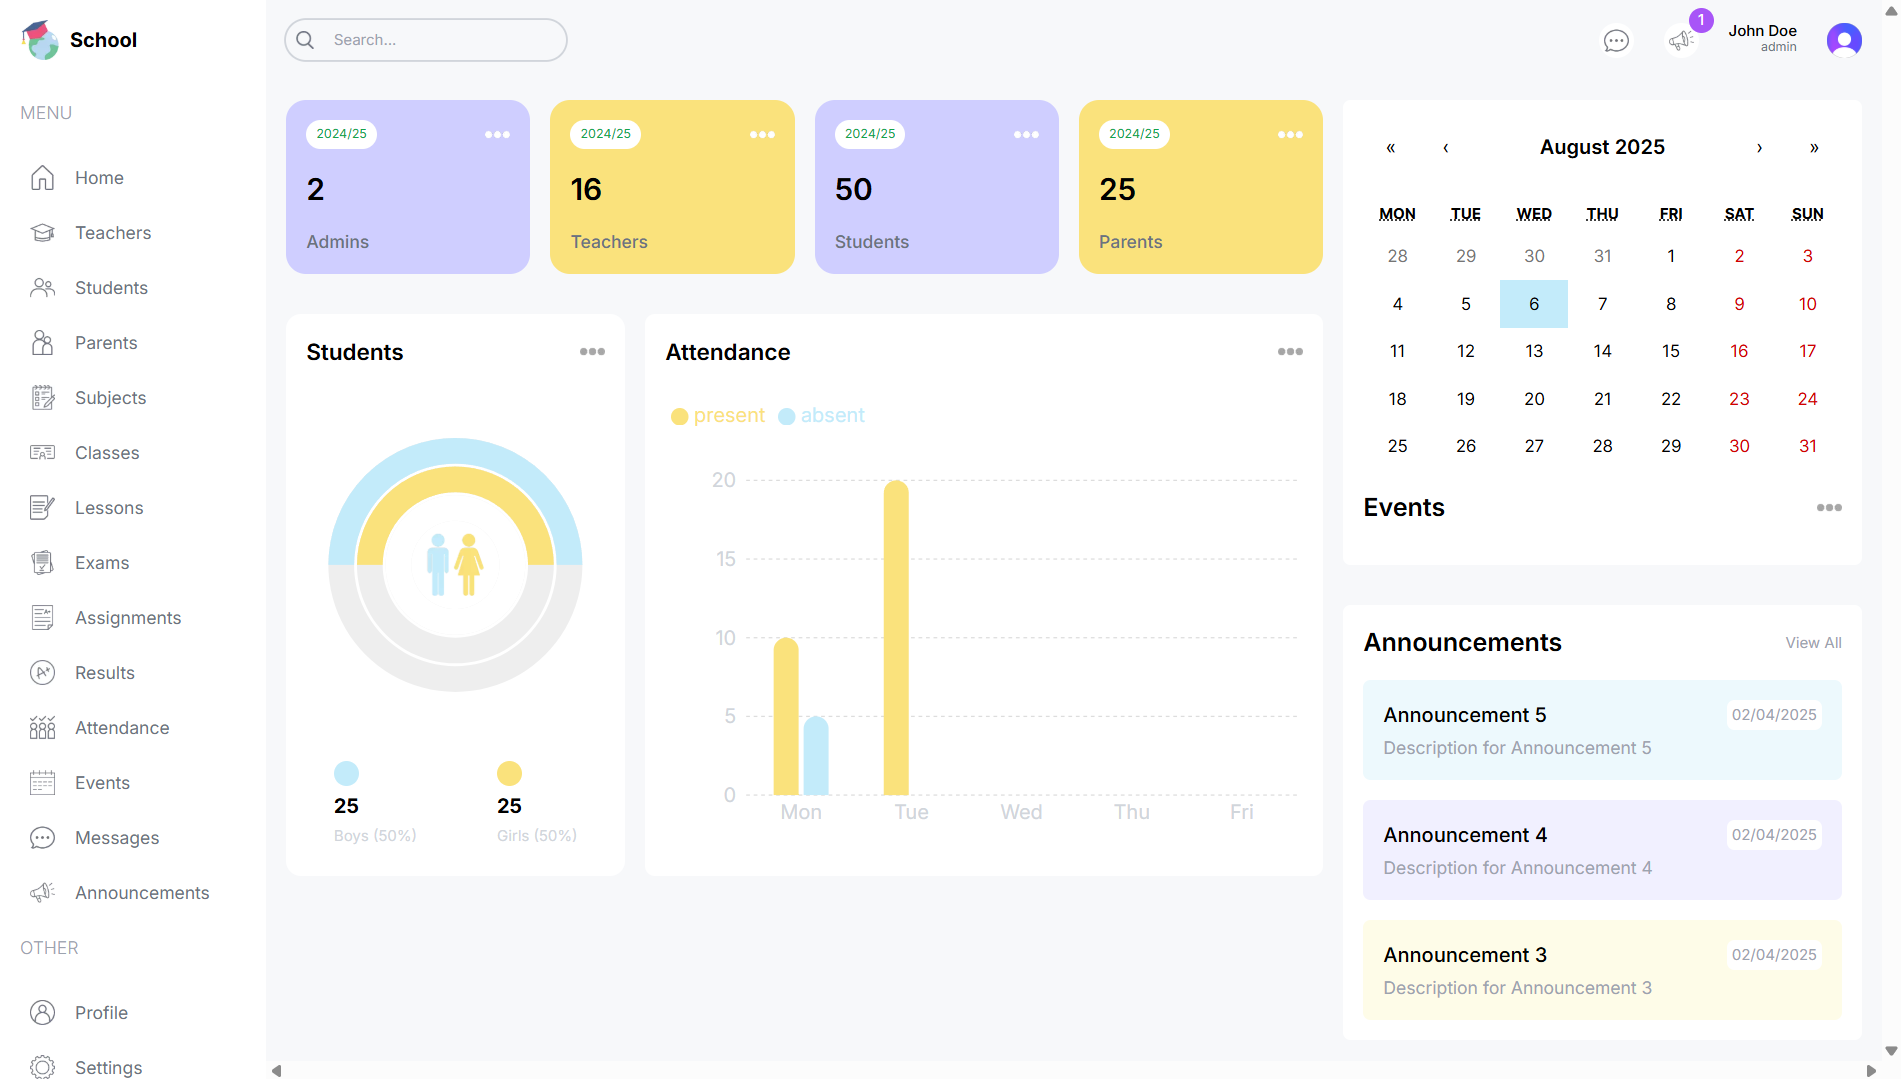 School
MENU
Home
Teachers
Students
Parents
Subjects
Classes
Lessons
Exams
Assignments
Results
Attendance
Events
Messages
Announcements
OTHER
Profile
Settings
Search...
1
John Doe
admin
2024/25
2
Admins
2024/25
16
Teachers
2024/25
50
Students
2024/25
25
Parents
Students
25
Boys (50%)
25
Girls (50%)
Attendance
present absent
20
15
10
5
0
Mon Tue Wed Thu Fri
« ‹ August 2025 › »
MON TUE WED THU FRI SAT SUN
28 29 30 31 1 2 3
4 5 6 7 8 9 10
11 12 13 14 15 16 17
18 19 20 21 22 23 24
25 26 27 28 29 30 31
Events
Announcements View All
Announcement 5 02/04/2025
Description for Announcement 5
Announcement 4 02/04/2025
Description for Announcement 4
Announcement 3 02/04/2025
Description for Announcement 3